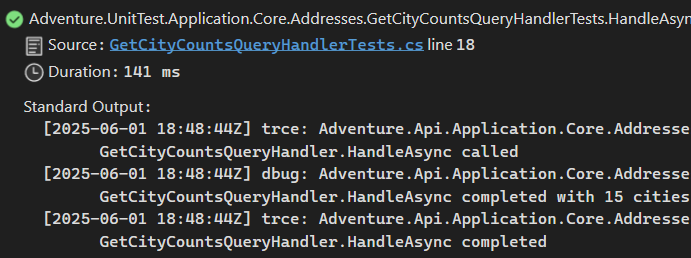 Adventure.UnitTest.Application.Core.Addresses.GetCityCountsQueryHandlerTests.HandleAsyn
Source: GetCityCountsQueryHandlerTests.cs line 18
Duration: 141 ms
Standard Output:
[2025-06-01 18:48:44Z] trce: Adventure.Api.Application.Core.Addresse
GetCityCountsQueryHandler.HandleAsync called
[2025-06-01 18:48:44Z] dbug: Adventure.Api.Application.Core.Addresse
GetCityCountsQueryHandler.HandleAsync completed with 15 cities
[2025-06-01 18:48:44Z] trce: Adventure.Api.Application.Core.Addresse
GetCityCountsQueryHandler.HandleAsync completed